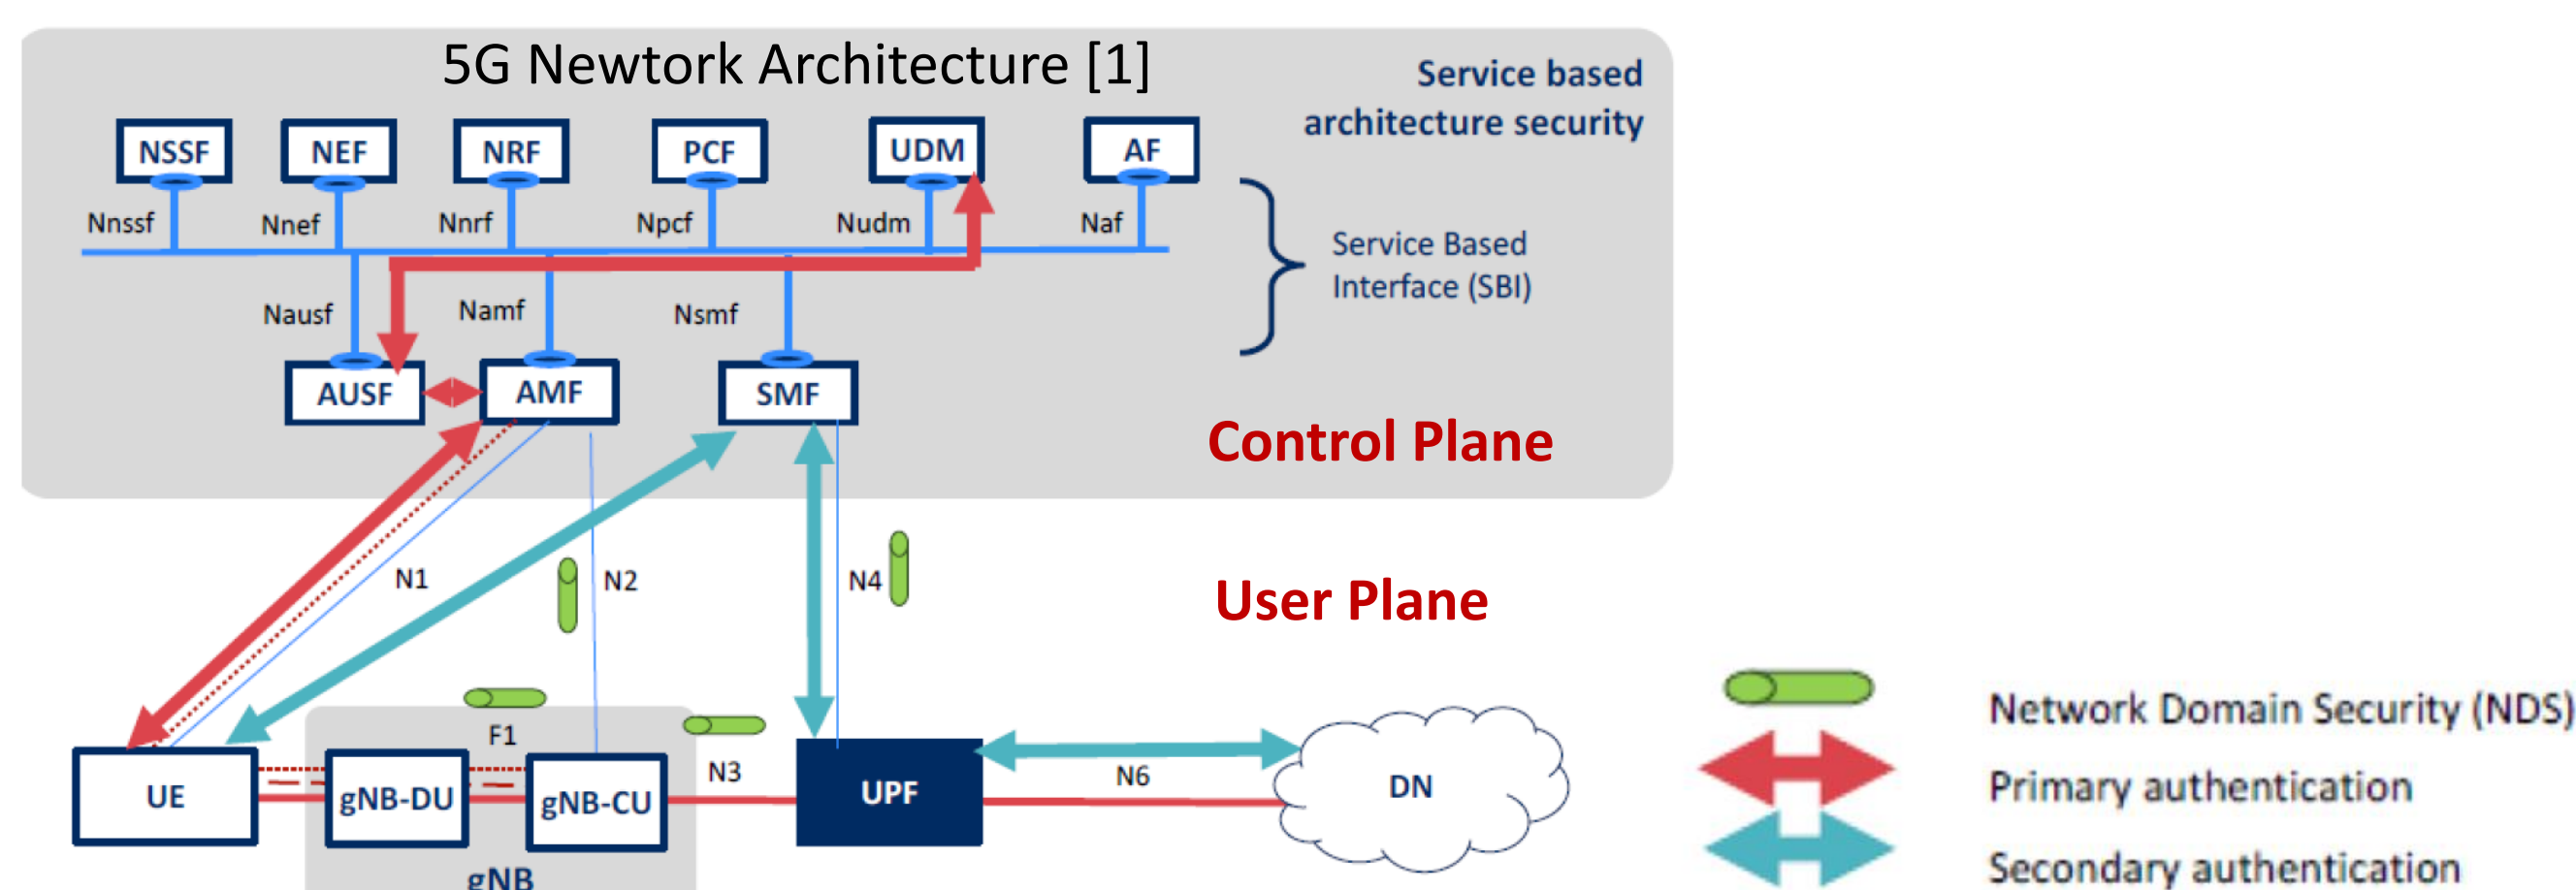 5G Newtork Architecture [1]
Service based
architecture security
NSSF
NEF
NRF
PCF
UDM
AF
Nnssf
Nnef
Nnrf
Npcf
Nudm
Naf
Service Based
Interface (SBI)
Nausf
Namf
Nsmf
AUSF
AMF
SMF
Control Plane
N1
N2
N4
User Plane
F1
N3
N6
UE
gNB-DU
gNB-CU
UPF
DN
gNB
Network Domain Security (NDS)
Primary authentication
Secondary authentication